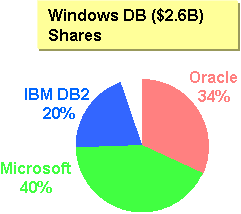 Windows DB ($2.6B)
Shares
Oracle
34%
IBM DB2
20%
Microsoft
40%